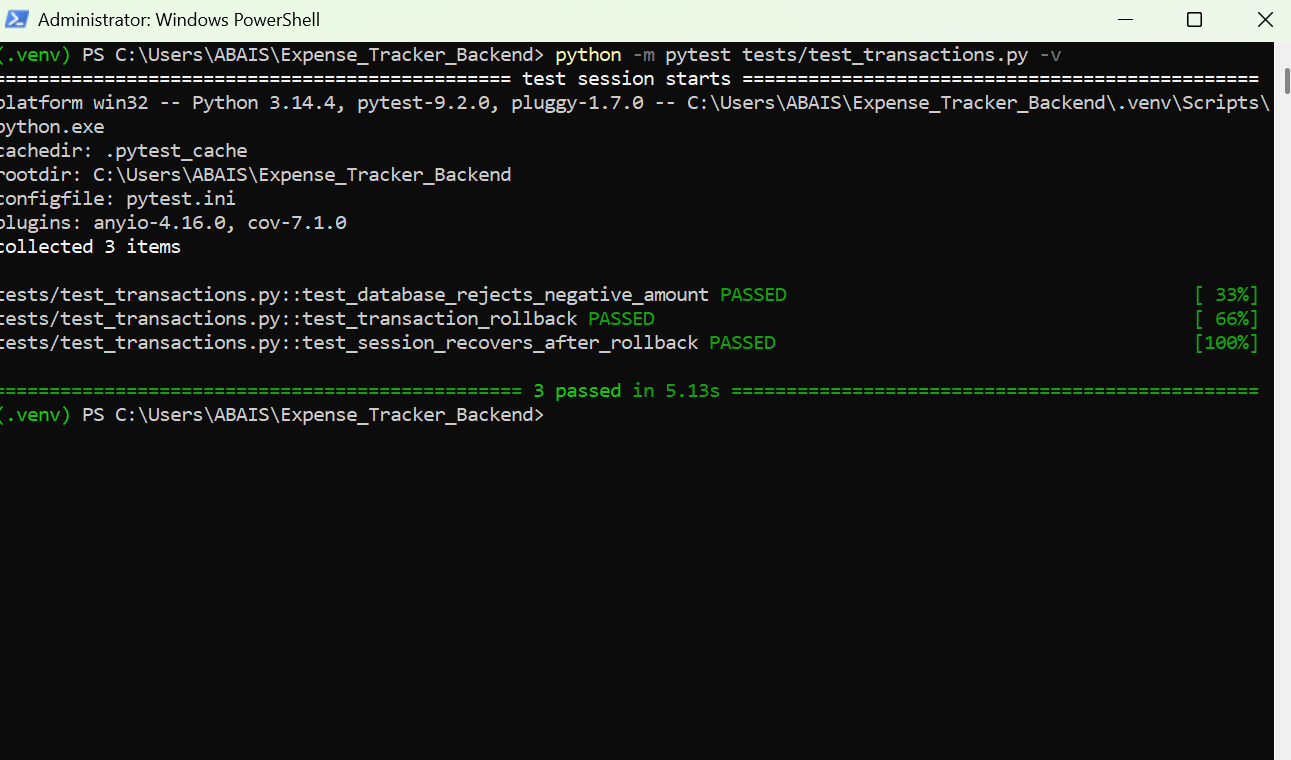 Administrator: Windows PowerShell
(.venv) PS C:\Users\ABAIS\Expense_Tracker_Backend> python -m pytest tests/test_transactions.py -v
=============================================== test session starts ===============================================
platform win32 -- Python 3.14.4, pytest-9.2.0, pluggy-1.7.0 -- C:\Users\ABAIS\Expense_Tracker_Backend\.venv\Scripts\
python.exe
cachedir: .pytest_cache
rootdir: C:\Users\ABAIS\Expense_Tracker_Backend
configfile: pytest.ini
plugins: anyio-4.16.0, cov-7.1.0
collected 3 items
tests/test_transactions.py::test_database_rejects_negative_amount PASSED [ 33%]
tests/test_transactions.py::test_transaction_rollback PASSED [ 66%]
tests/test_transactions.py::test_session_recovers_after_rollback PASSED [100%]
================================================ 3 passed in 5.13s ================================================
(.venv) PS C:\Users\ABAIS\Expense_Tracker_Backend>